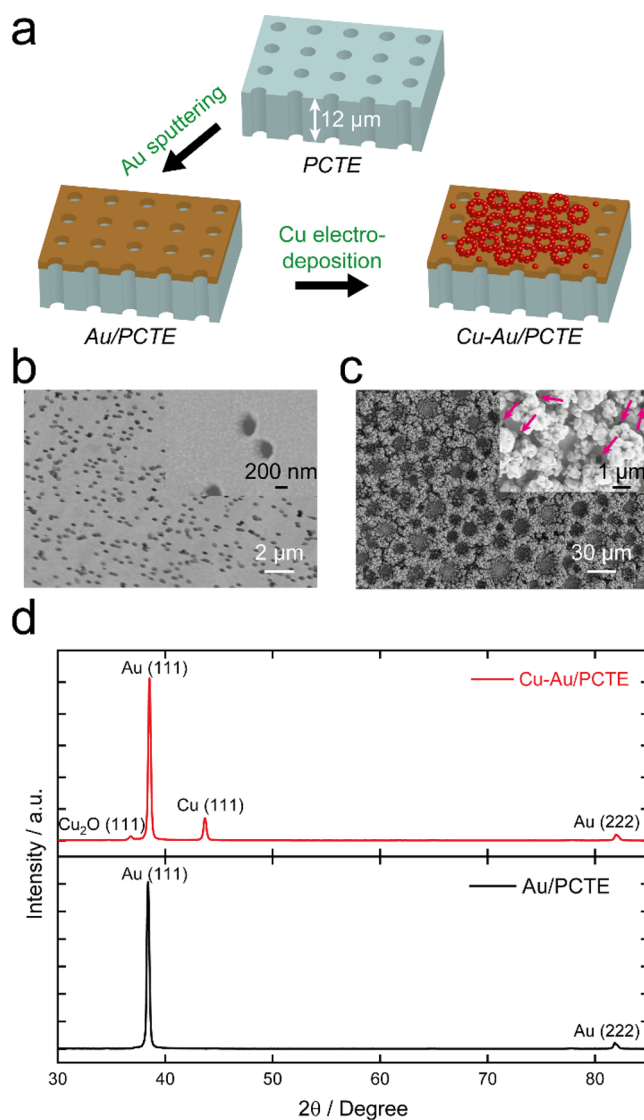 a
Au sputtering
12 μm
PCTE
Au/PCTE
Cu electro-
deposition
Cu-Au/PCTE
b
200 nm
2 μm
c
1 μm
30 μm
d
Intensity / a.u.
Au (111)
Cu-Au/PCTE
Cu₂O (111)
Cu (111)
Au (222)
Au (111)
Au/PCTE
Au (222)
30 40 50 60 70 80
2θ / Degree